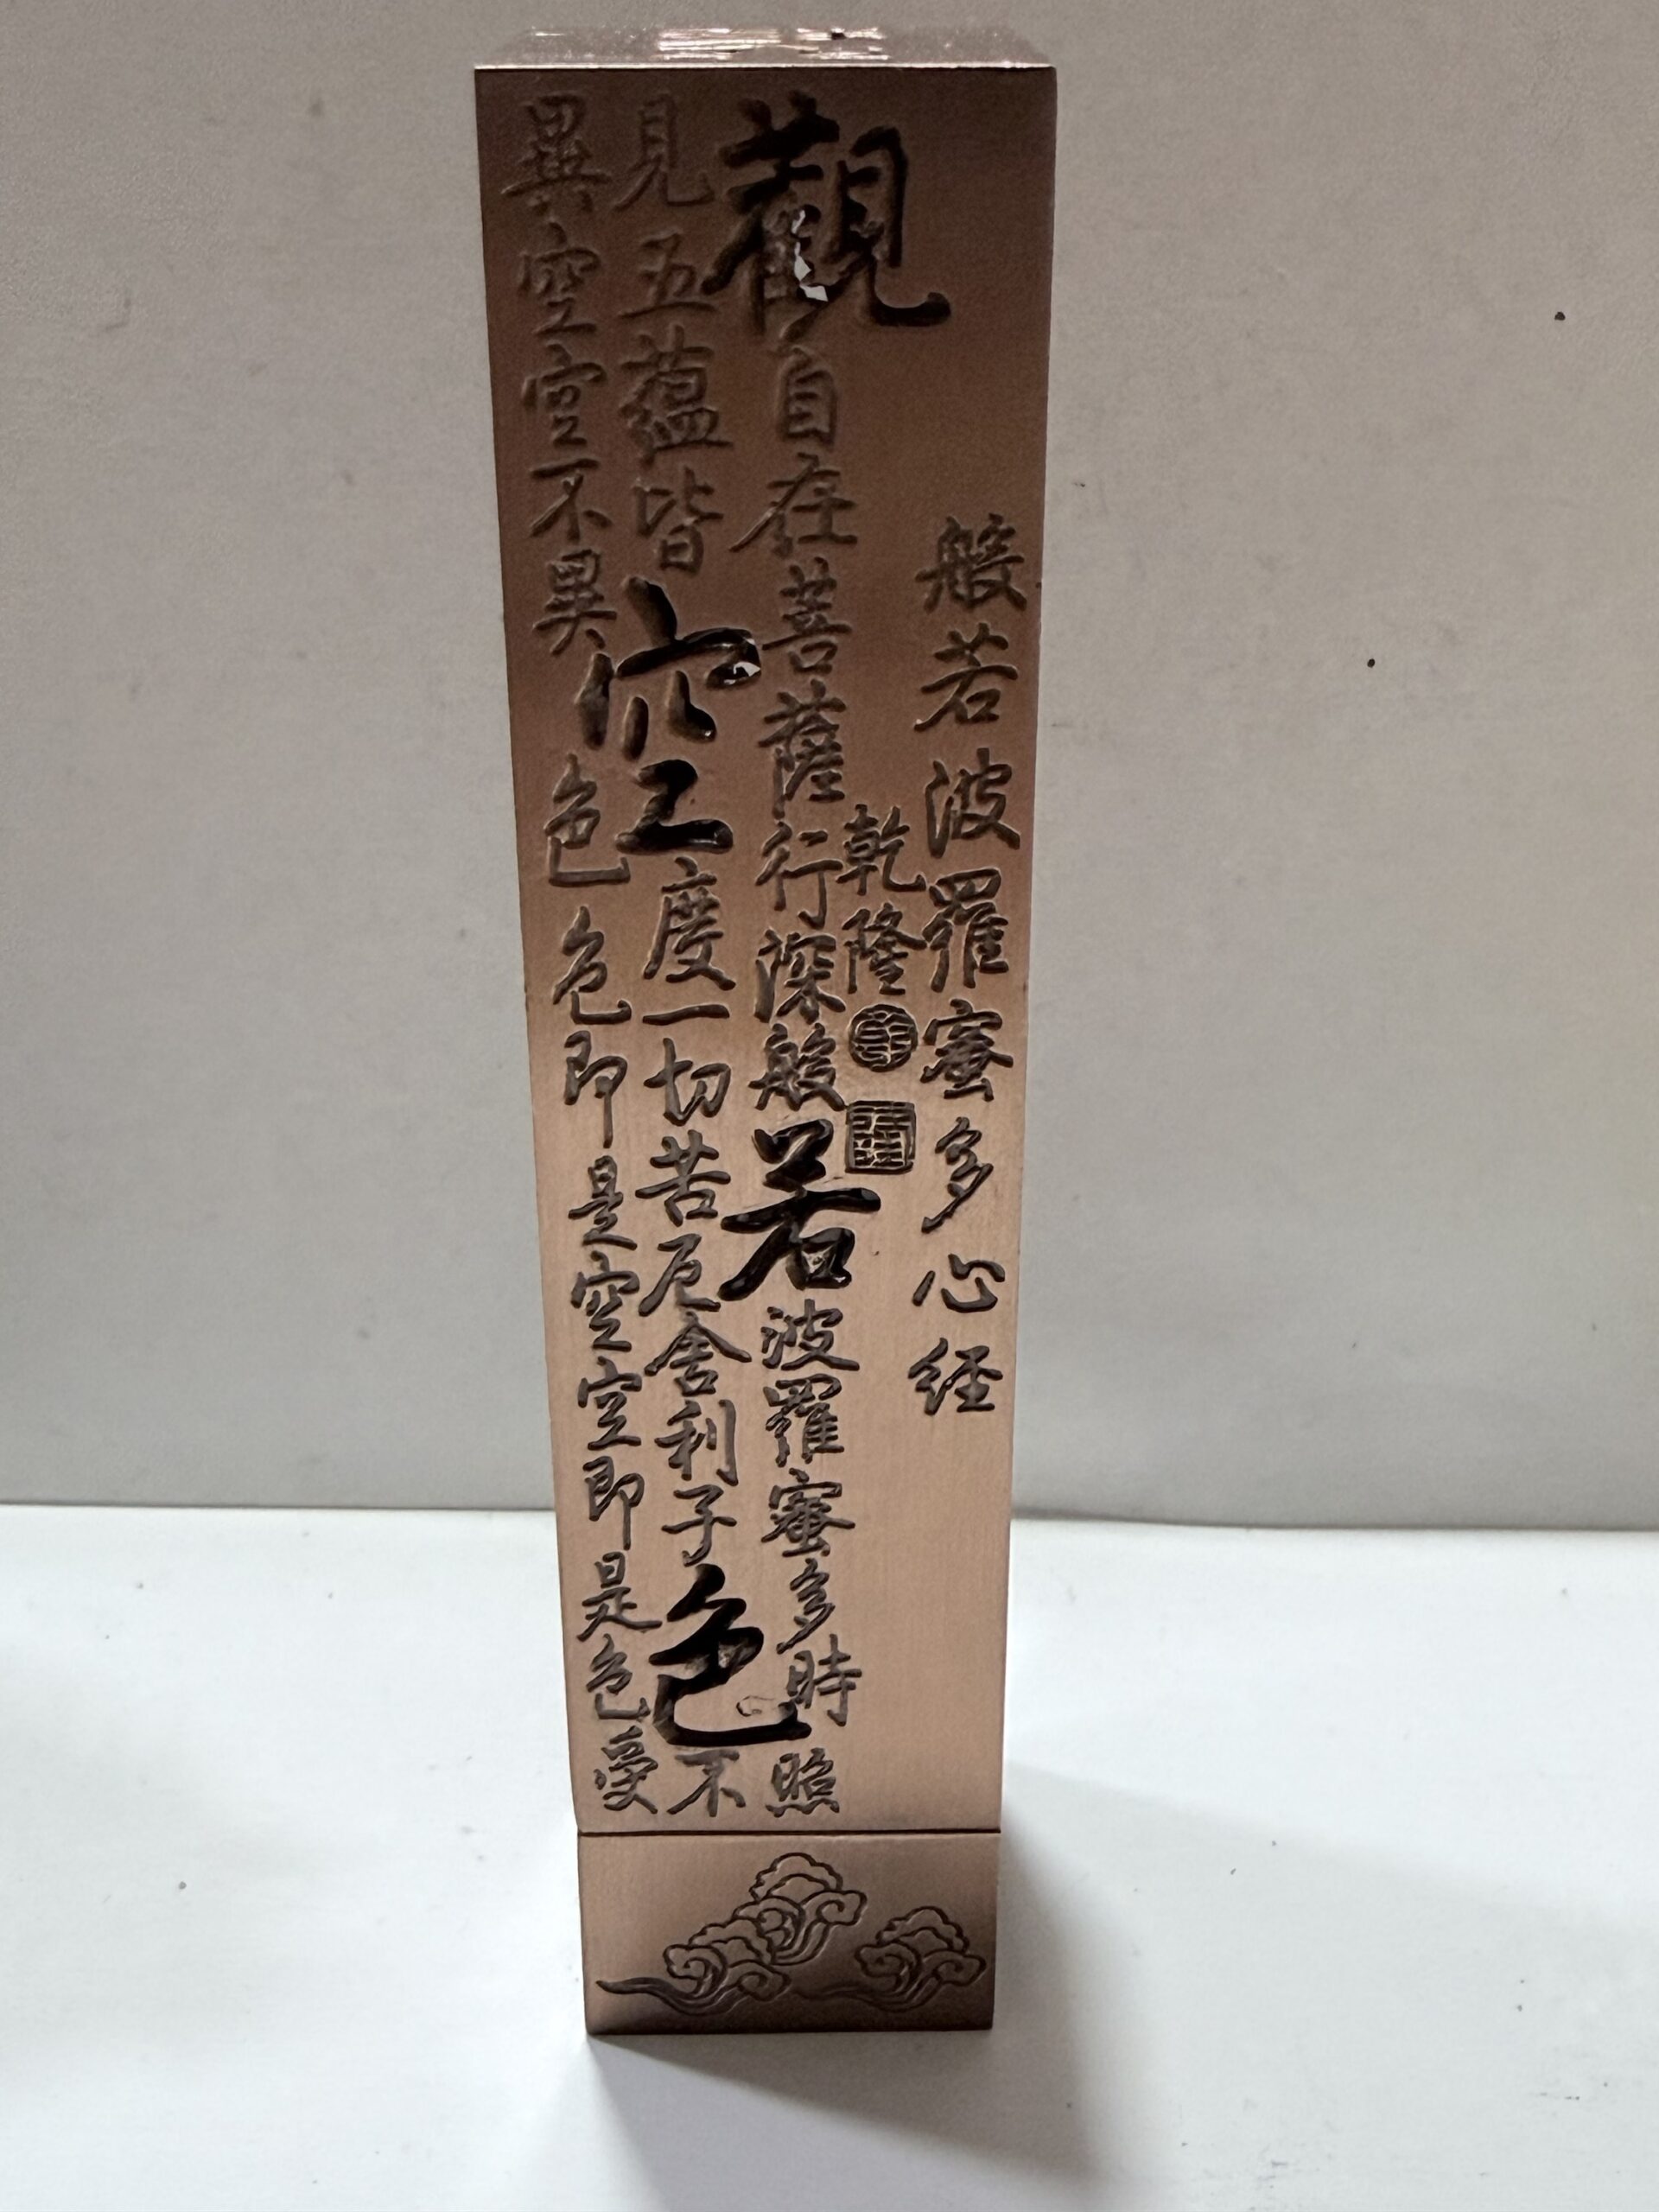 般若波羅蜜多心経
乾隆
觀自在菩薩行深般若波羅蜜多時照
見五蘊皆空度一切苦厄舍利子色不
異空空不異色色即是空空即是色受